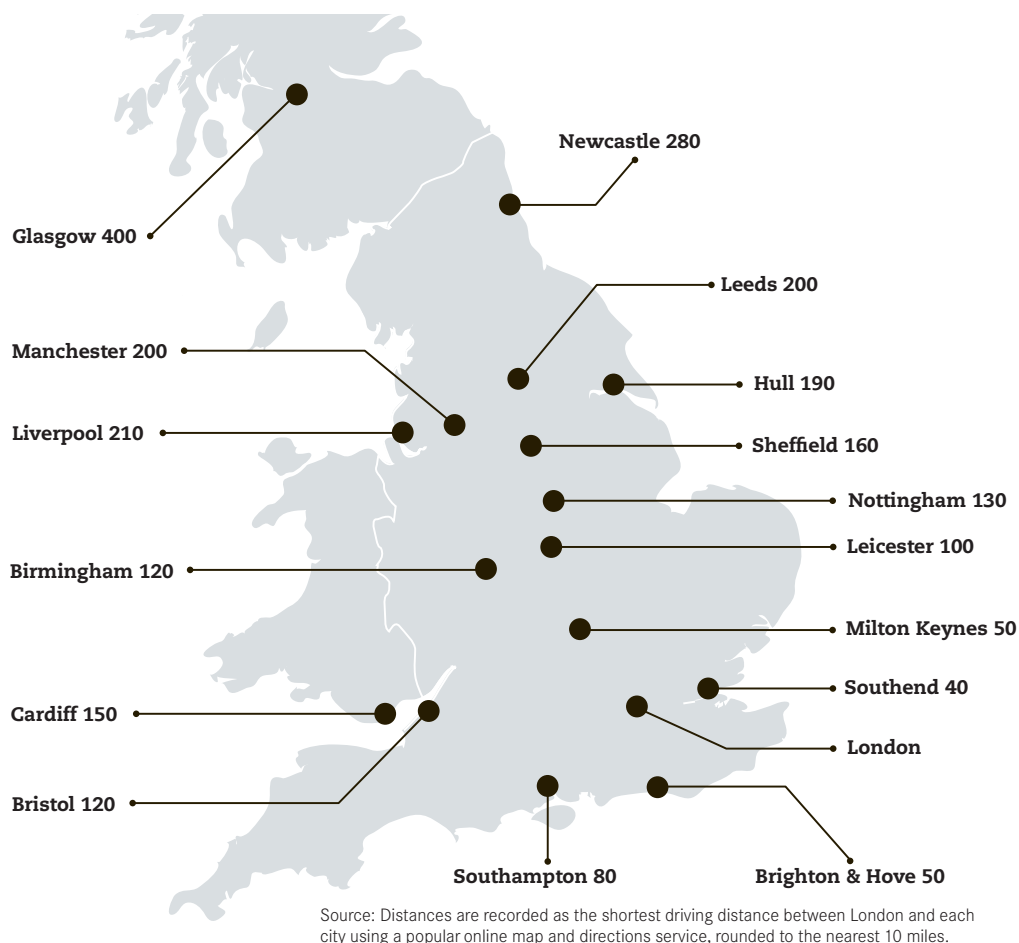 Newcastle 280
Glasgow 400
Leeds 200
Manchester 200
Hull 190
Liverpool 210
Sheffield 160
Nottingham 130
Leicester 100
Birmingham 120
Milton Keynes 50
Southend 40
Cardiff 150
London
Bristol 120
Southampton 80
Brighton & Hove 50
Source: Distances are recorded as the shortest driving distance between London and each
city using a popular online map and directions service, rounded to the nearest 10 miles.